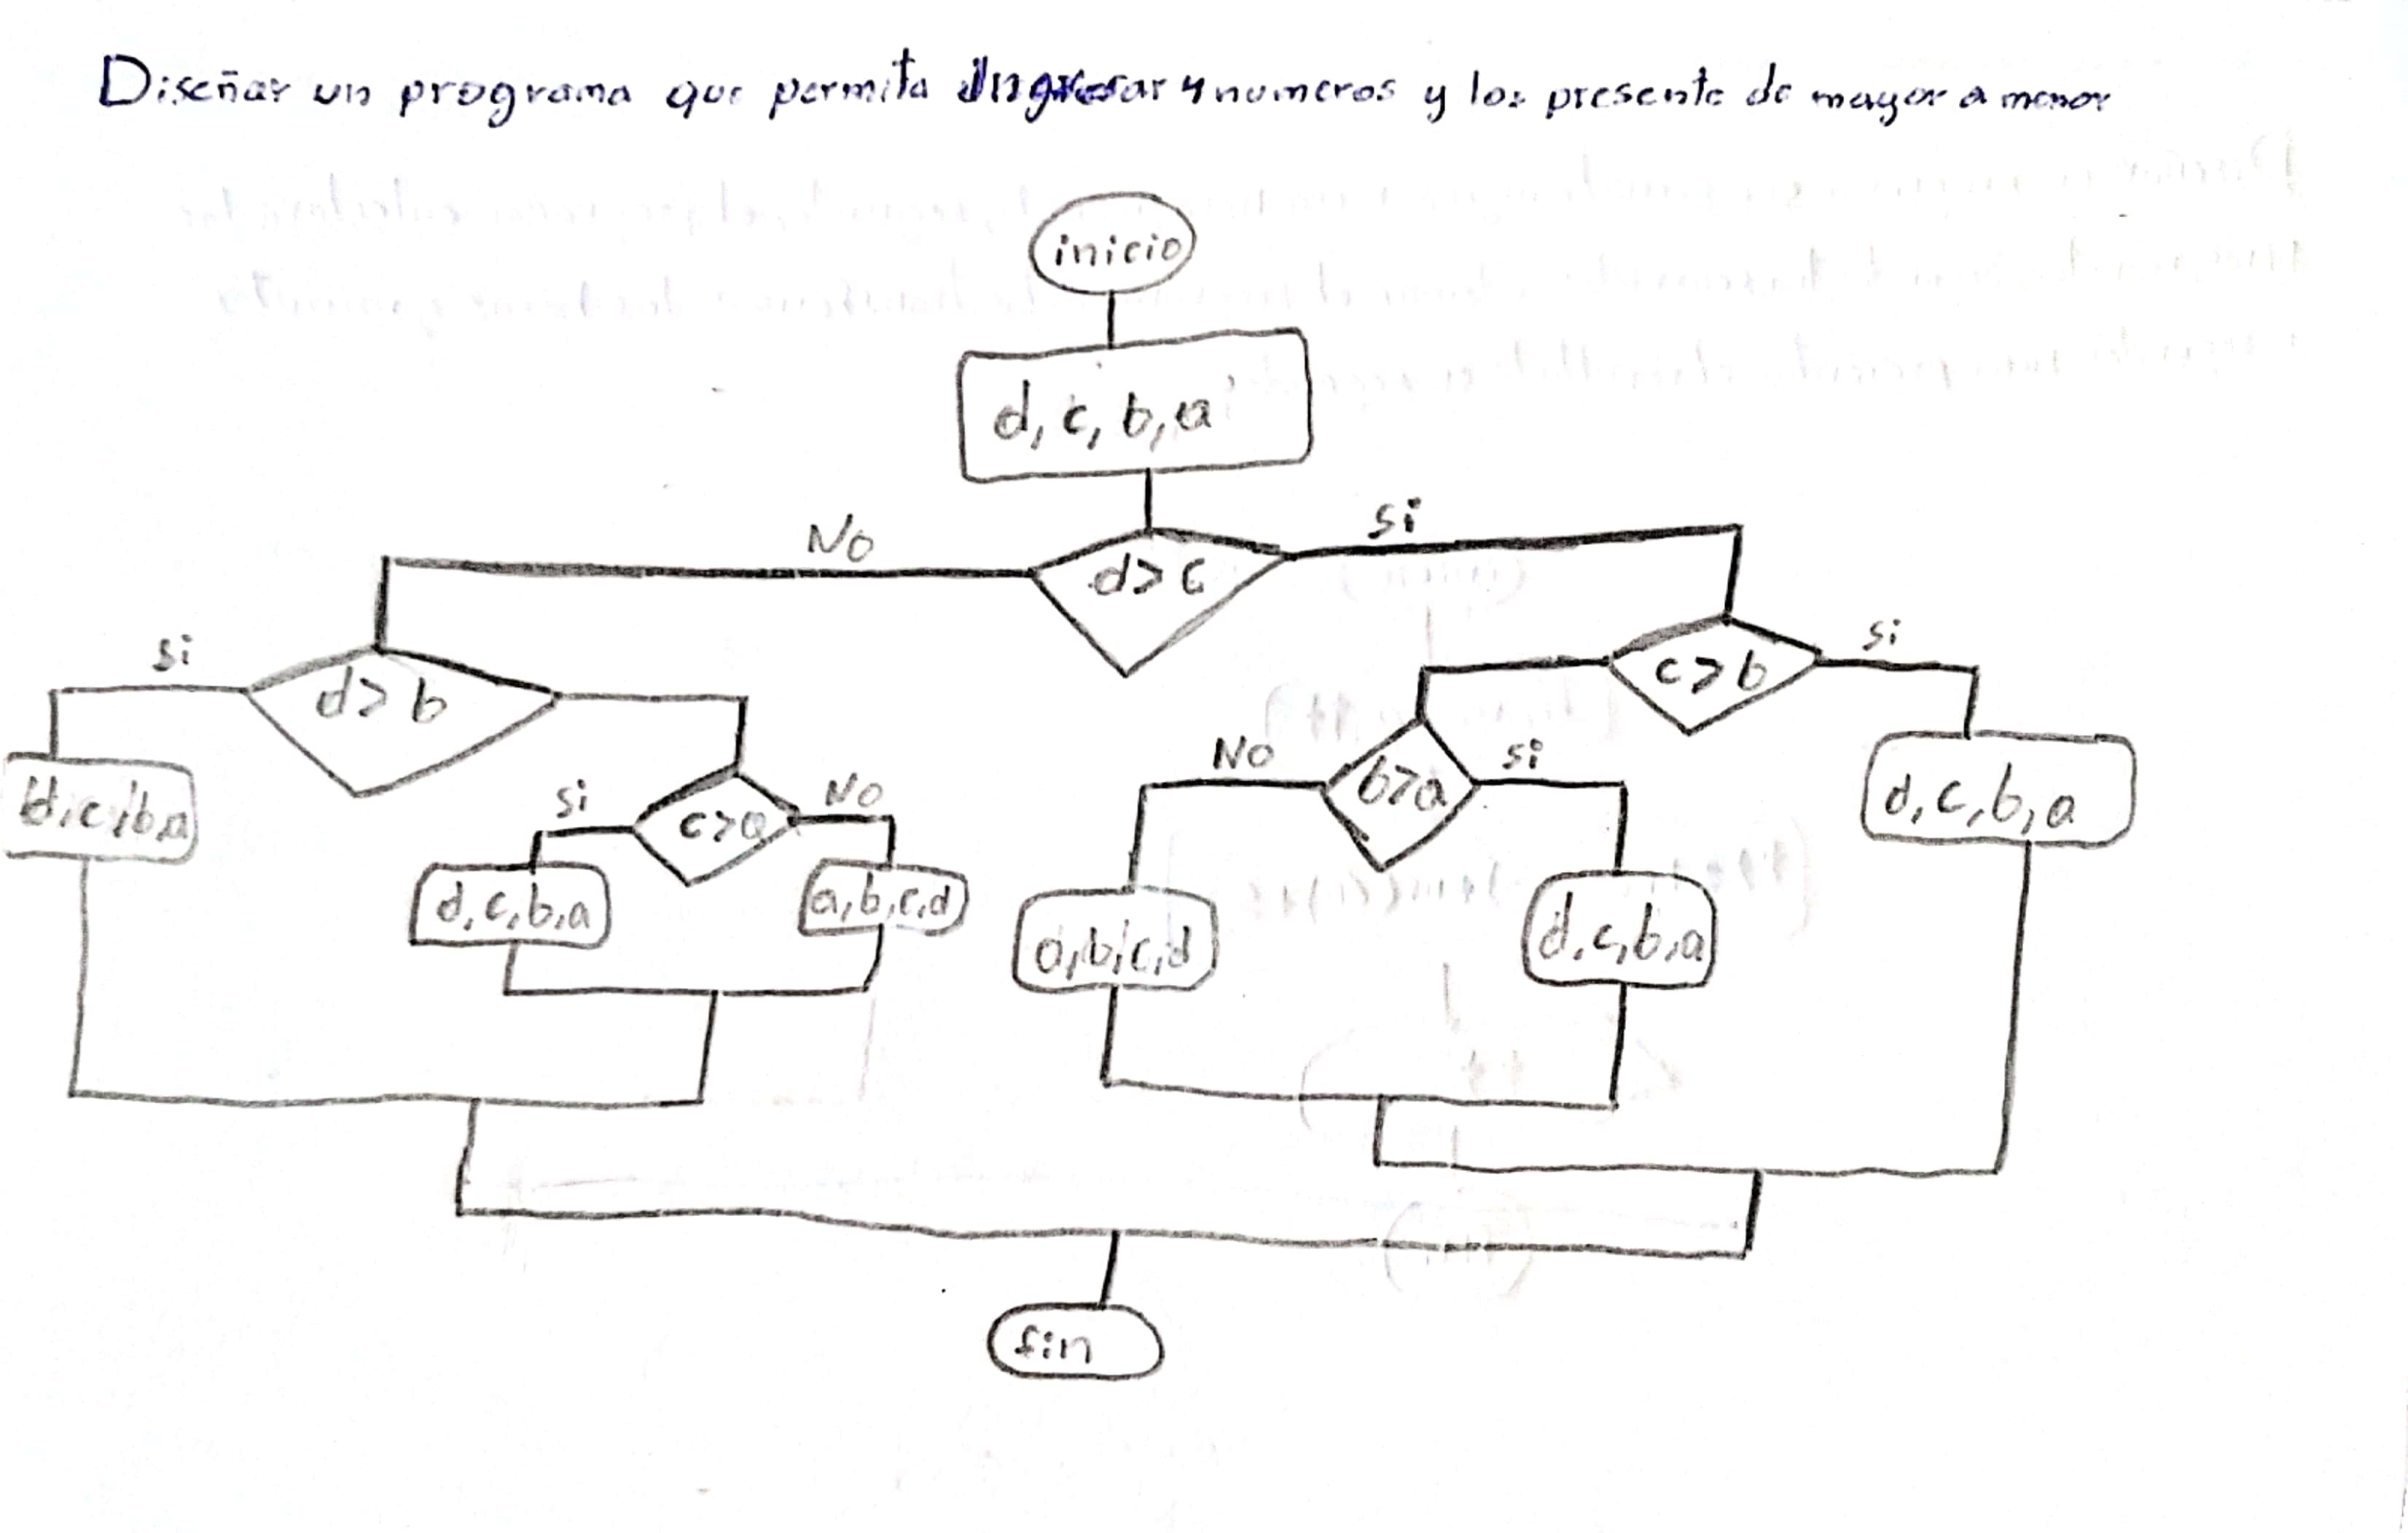 Diseñar un programa que permita Ingresar 4 numeros y los presente de mayor a menor
inicio
d, c, b, a
No
d > c
si
si
d > b
c > b
si
d, c, b, a
si
c > a
No
No
b > a
si
d, c, b, a
d, c, b, a
a, b, c, d
a, b, c, d
d, c, b, a
fin